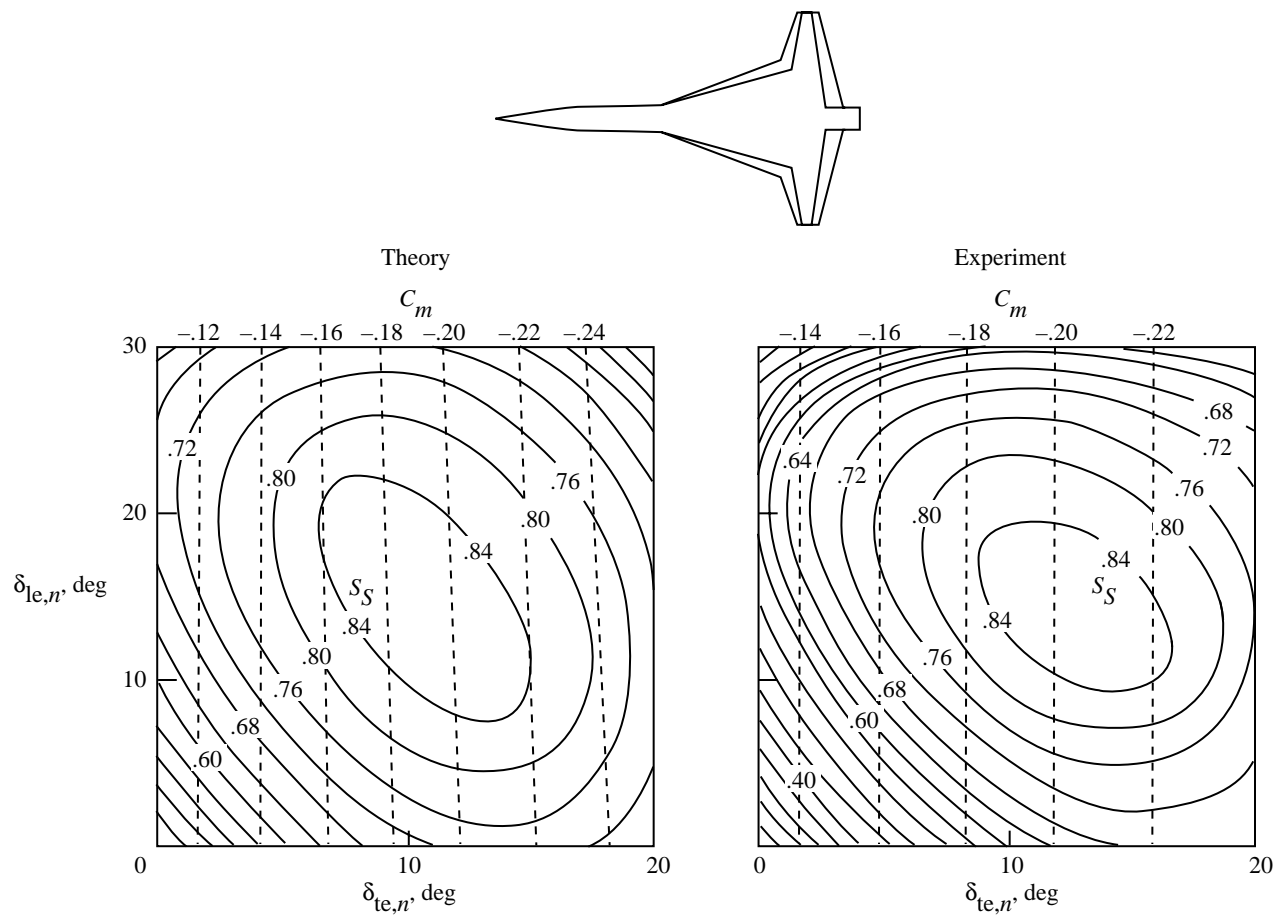 Theory
C_m
–.12 –.14 –.16 –.18 –.20 –.22 –.24
30
.72
.80
.76
20
.80
.84
S_S
δ_le,n, deg
.84
.80
10
.76
.68
.60
0
10
20
δ_te,n, deg
Experiment
C_m
–.14 –.16 –.18 –.20 –.22
.68
.72
.64
.72
.76
.80
.80
.84
S_S
.84
.76
.68
.60
.40
0
10
20
δ_te,n, deg